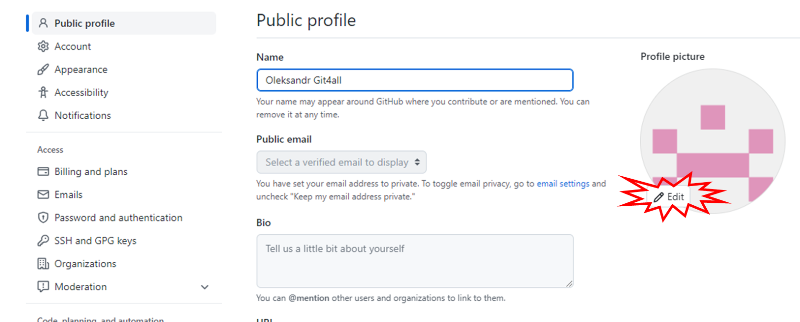 Public profile
Account
Appearance
Accessibility
Notifications
Access
Billing and plans
Emails
Password and authentication
SSH and GPG keys
Organizations
Moderation
Code, planning, and automation
Public profile
Name
Oleksandr Git4all
Your name may appear around GitHub where you contribute or are mentioned. You can
remove it at any time.
Public email
Select a verified email to display
You have set your email address to private. To toggle email privacy, go to email settings and
uncheck "Keep my email address private."
Bio
Tell us a little bit about yourself
You can @mention other users and organizations to link to them.
URL
Profile picture
Edit